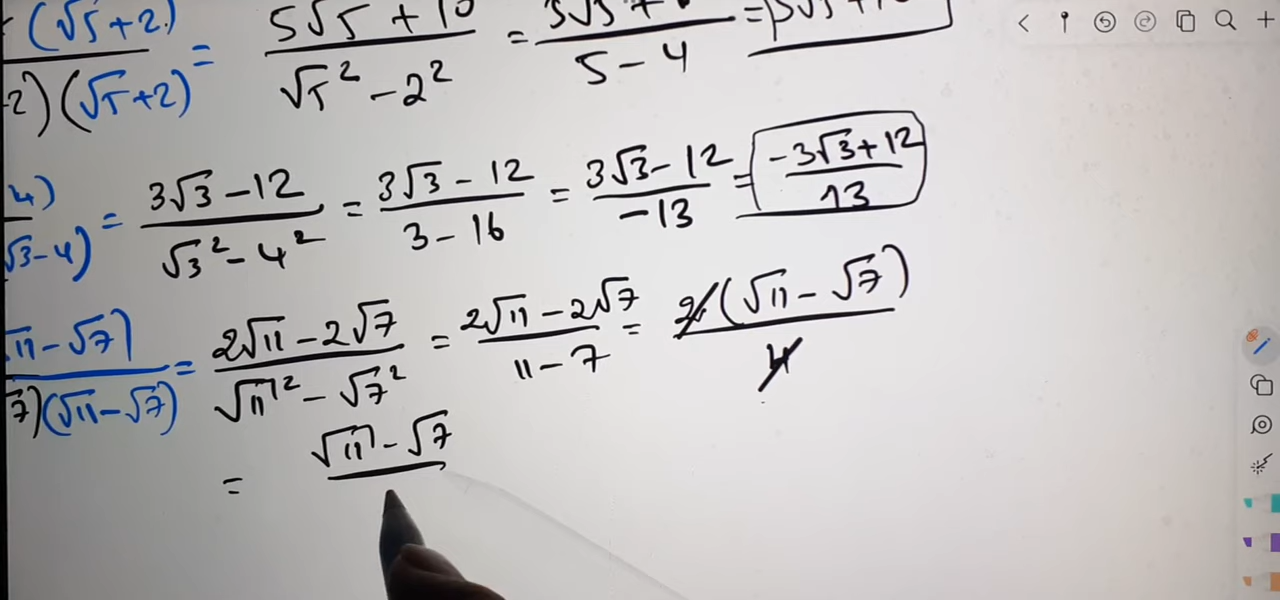 (√5+2) / 2)(√5+2) = 5√5 + 10 / √5² - 2² = 5√5 + / 5 - 4 =
4) / √3-4) = 3√3 - 12 / √3² - 4² = 3√3 - 12 / 3 - 16 = 3√3 - 12 / -13 = -3√3 + 12 / 13
√11 - √7) / 7)(√11 - √7) = 2√11 - 2√7 / √11² - √7² = 2√11 - 2√7 / 11 - 7 = 2(√11 - √7) / 4
= √11 - √7